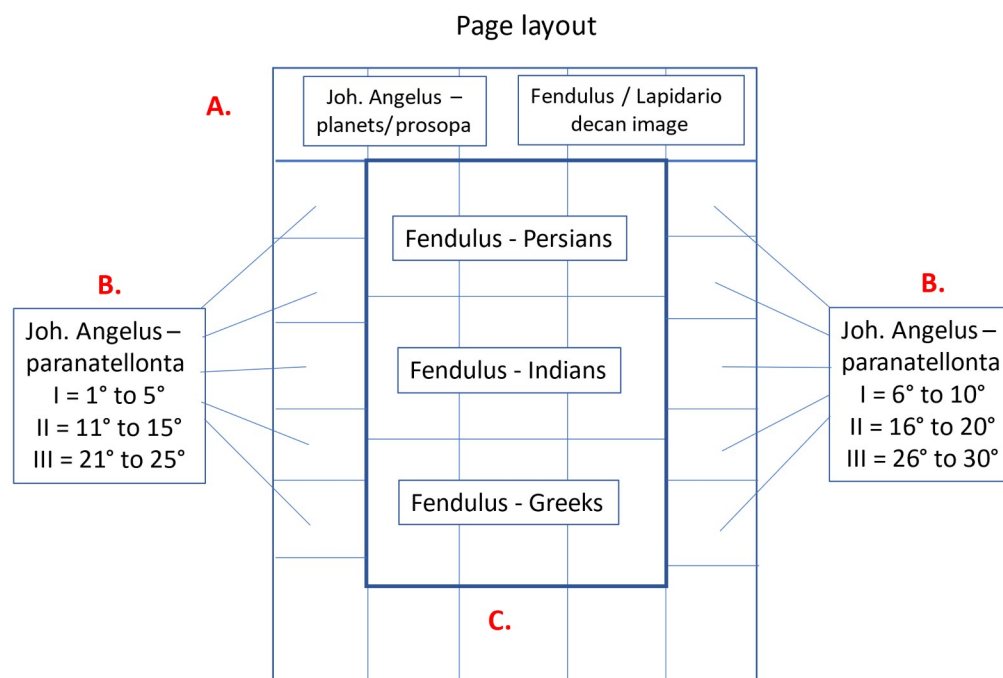 Page layout
A.
Joh. Angelus –
planets/prosopa
Fendulus / Lapidario
decan image
Fendulus - Persians
B.
Joh. Angelus –
paranatellonta
I = 1° to 5°
II = 11° to 15°
III = 21° to 25°
Fendulus - Indians
Fendulus - Greeks
B.
Joh. Angelus –
paranatellonta
I = 6° to 10°
II = 16° to 20°
III = 26° to 30°
C.